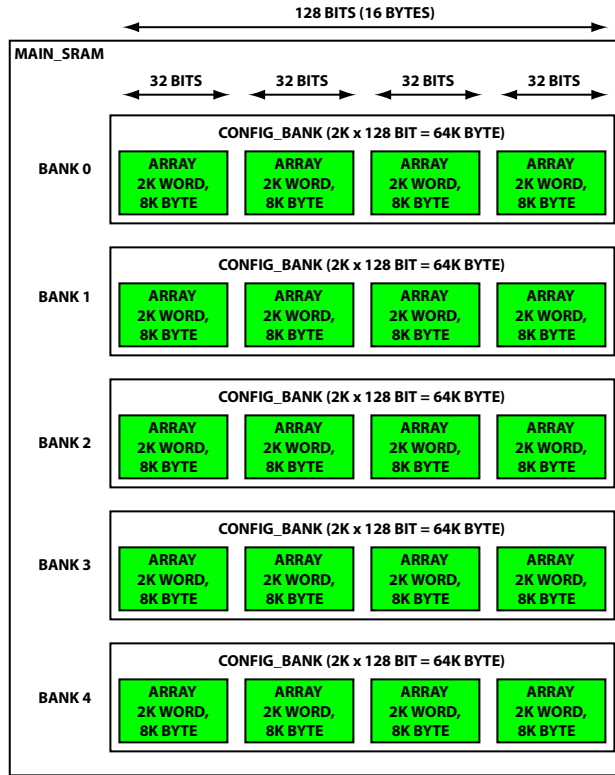 128 BITS (16 BYTES)
MAIN_SRAM
32 BITS 32 BITS 32 BITS 32 BITS
CONFIG_BANK (2K x 128 BIT = 64K BYTE)
BANK 0
ARRAY ARRAY ARRAY ARRAY
2K WORD, 2K WORD, 2K WORD, 2K WORD,
8K BYTE 8K BYTE 8K BYTE 8K BYTE
CONFIG_BANK (2K x 128 BIT = 64K BYTE)
BANK 1
ARRAY ARRAY ARRAY ARRAY
2K WORD, 2K WORD, 2K WORD, 2K WORD,
8K BYTE 8K BYTE 8K BYTE 8K BYTE
CONFIG_BANK (2K x 128 BIT = 64K BYTE)
BANK 2
ARRAY ARRAY ARRAY ARRAY
2K WORD, 2K WORD, 2K WORD, 2K WORD,
8K BYTE 8K BYTE 8K BYTE 8K BYTE
CONFIG_BANK (2K x 128 BIT = 64K BYTE)
BANK 3
ARRAY ARRAY ARRAY ARRAY
2K WORD, 2K WORD, 2K WORD, 2K WORD,
8K BYTE 8K BYTE 8K BYTE 8K BYTE
CONFIG_BANK (2K x 128 BIT = 64K BYTE)
BANK 4
ARRAY ARRAY ARRAY ARRAY
2K WORD, 2K WORD, 2K WORD, 2K WORD,
8K BYTE 8K BYTE 8K BYTE 8K BYTE